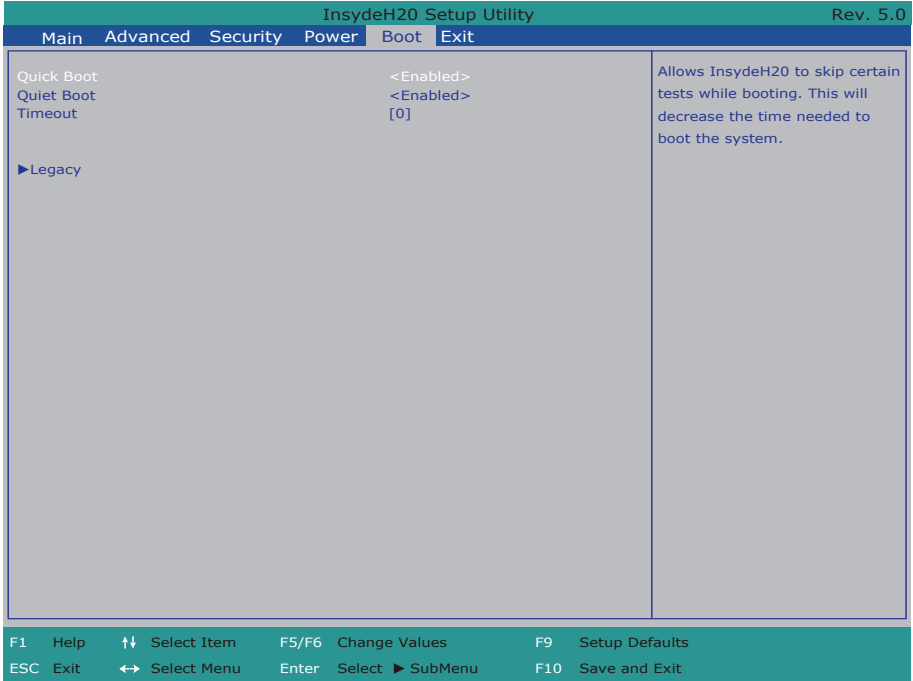 InsydeH20 Setup Utility Rev. 5.0
Main Advanced Security Power Boot Exit
Quick Boot <Enabled>
Quiet Boot <Enabled>
Timeout [0]
►Legacy
Allows InsydeH20 to skip certain
tests while booting. This will
decrease the time needed to
boot the system.
F1 Help ↑↓ Select Item F5/F6 Change Values F9 Setup Defaults
ESC Exit ↔ Select Menu Enter Select ► SubMenu F10 Save and Exit